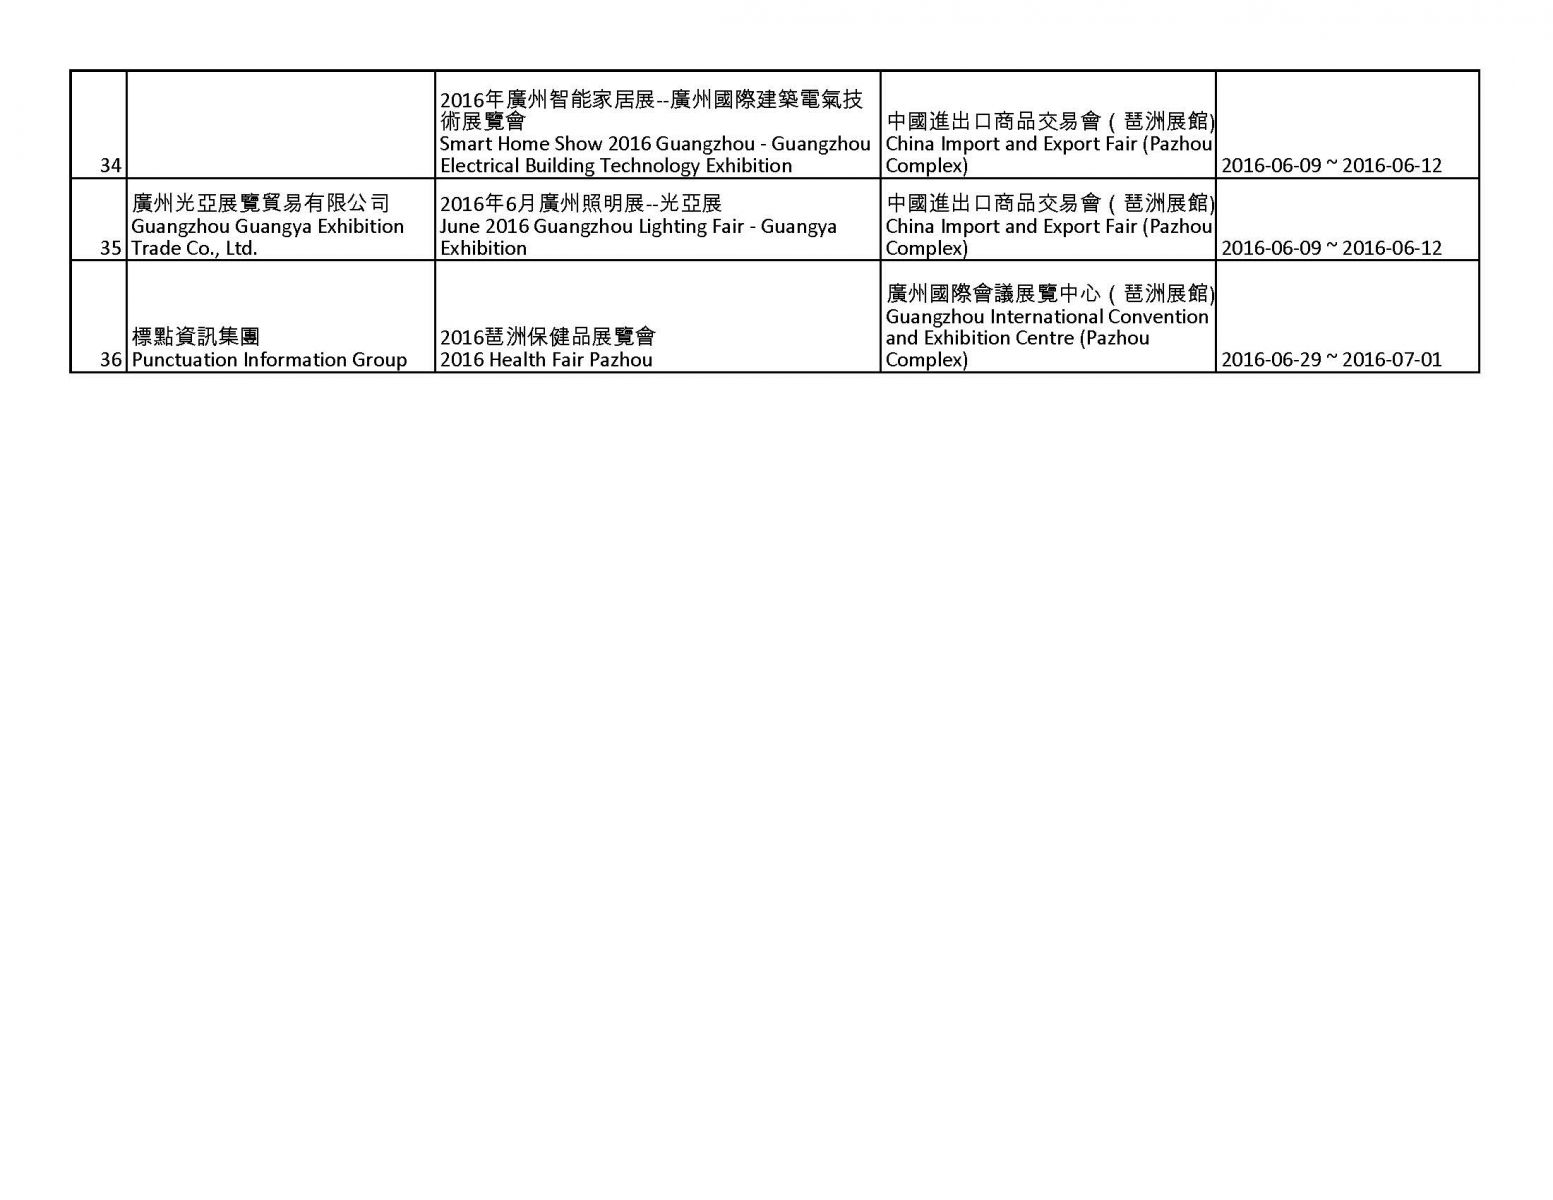 34
2016年廣州智能家居展--廣州國際建築電氣技
術展覽會
Smart Home Show 2016 Guangzhou - Guangzhou
Electrical Building Technology Exhibition
中國進出口商品交易會（琶洲展館)
China Import and Export Fair (Pazhou
Complex)
2016-06-09 ~ 2016-06-12
35
廣州光亞展覽貿易有限公司
Guangzhou Guangya Exhibition
Trade Co., Ltd.
2016年6月廣州照明展--光亞展
June 2016 Guangzhou Lighting Fair - Guangya
Exhibition
中國進出口商品交易會（琶洲展館)
China Import and Export Fair (Pazhou
Complex)
2016-06-09 ~ 2016-06-12
36
標點資訊集團
Punctuation Information Group
2016琶洲保健品展覽會
2016 Health Fair Pazhou
廣州國際會議展覽中心（琶洲展館)
Guangzhou International Convention
and Exhibition Centre (Pazhou
Complex)
2016-06-29 ~ 2016-07-01